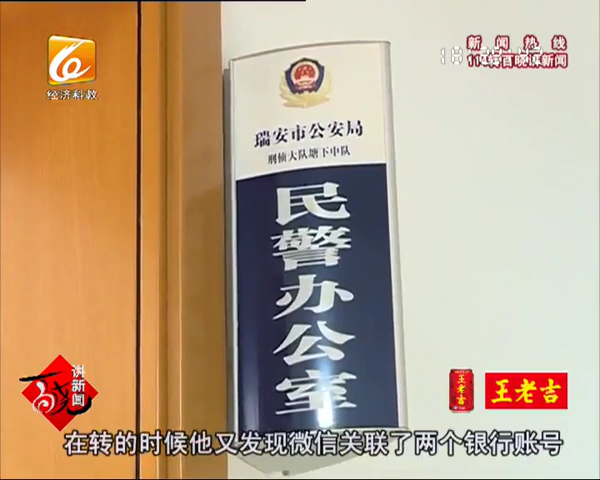 经济科教
新闻热线
瑞安市公安局
刑侦大队塘下中队
民警办公室
百晓
讲新闻
王老吉
王老吉
在转的时候他又发现微信关联了两个银行账号